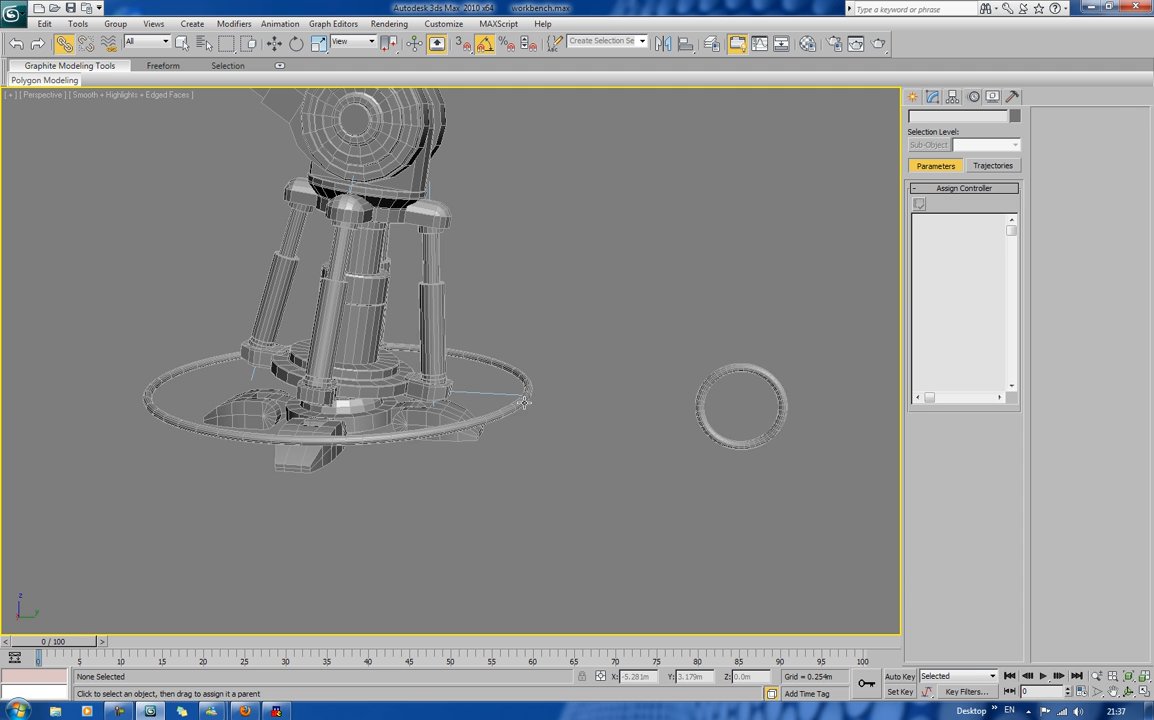 Autodesk 3ds Max 2010 x64 workbench.max
Type a keyword or phrase
Edit Tools Group Views Create Modifiers Animation Graph Editors Rendering Customize MAXScript Help
All View Create Selection Se
Graphite Modeling Tools Freeform Selection
Polygon Modeling
[ + ] [ Perspective ] [ Smooth + Highlights + Edged Faces ]
Selection Level:
Sub-Object
Parameters Trajectories
- Assign Controller
z
y
< 0 / 100 >
0 5 10 15 20 25 30 35 40 45 50 55 60 65 70 75 80 85 90 95 100
None Selected X: -5.281m Y: 3.179m Z: 0.0m Grid = 0.254m Auto Key Selected
Click to select an object, then drag to assign it a parent Add Time Tag Set Key Key Filters... 0
Desktop » EN 21:37